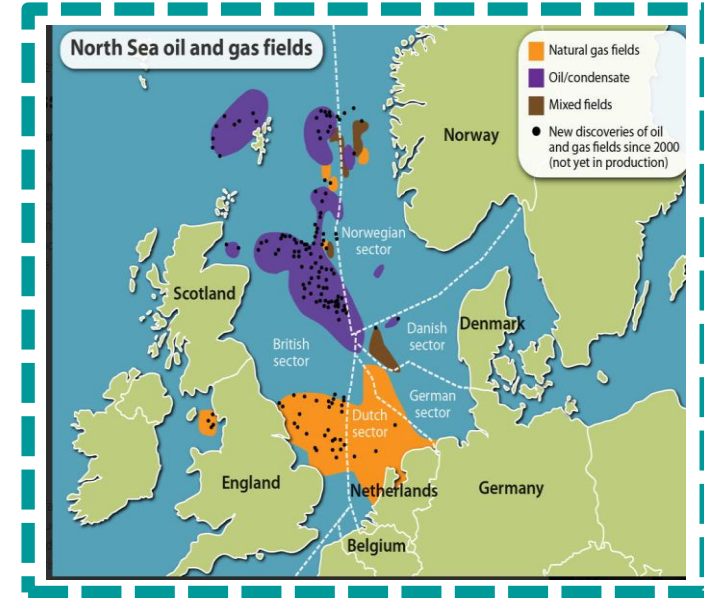 North Sea oil and gas fields
Natural gas fields
Oil/condensate
Mixed fields
New discoveries of oil
and gas fields since 2000
(not yet in production)
Norway
Norwegian
sector
Scotland
British
sector
Danish
sector
Denmark
German
sector
Dutch
sector
England
Netherlands
Germany
Belgium